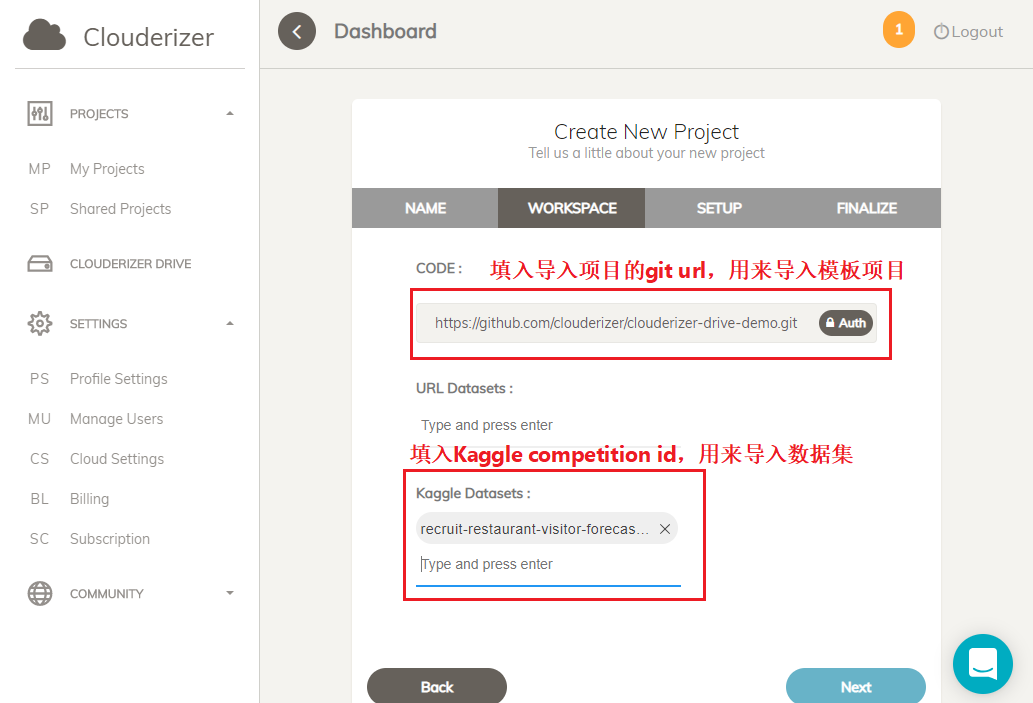 Clouderizer
Dashboard
1
Logout
PROJECTS
MP My Projects
SP Shared Projects
CLOUDERIZER DRIVE
SETTINGS
PS Profile Settings
MU Manage Users
CS Cloud Settings
BL Billing
SC Subscription
COMMUNITY
Create New Project
Tell us a little about your new project
NAME WORKSPACE SETUP FINALIZE
CODE : 填入导入项目的git url，用来导入模板项目
https://github.com/clouderizer/clouderizer-drive-demo.git Auth
URL Datasets :
Type and press enter
填入Kaggle competition id，用来导入数据集
Kaggle Datasets :
recruit-restaurant-visitor-forecas...
Type and press enter
Back Next